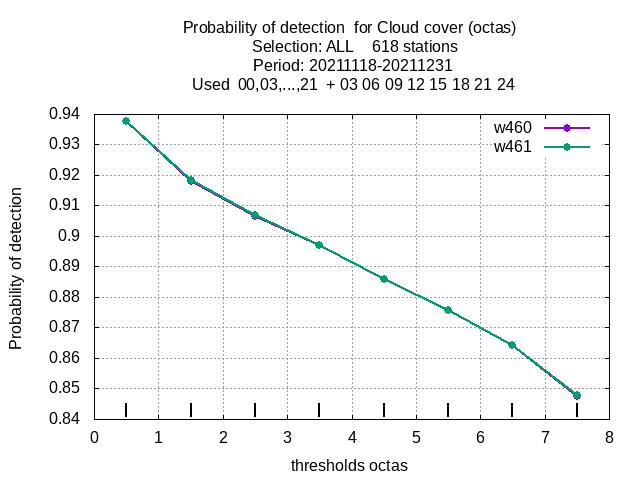 Probability of detection  for Cloud cover (octas)
Selection: ALL    618 stations
Period: 20211118-20211231
Used  00,03,...,21  + 03 06 09 12 15 18 21 24
w460
w461
Probability of detection
0.94
0.93
0.92
0.91
0.9
0.89
0.88
0.87
0.86
0.85
0.84
0 1 2 3 4 5 6 7 8
thresholds octas